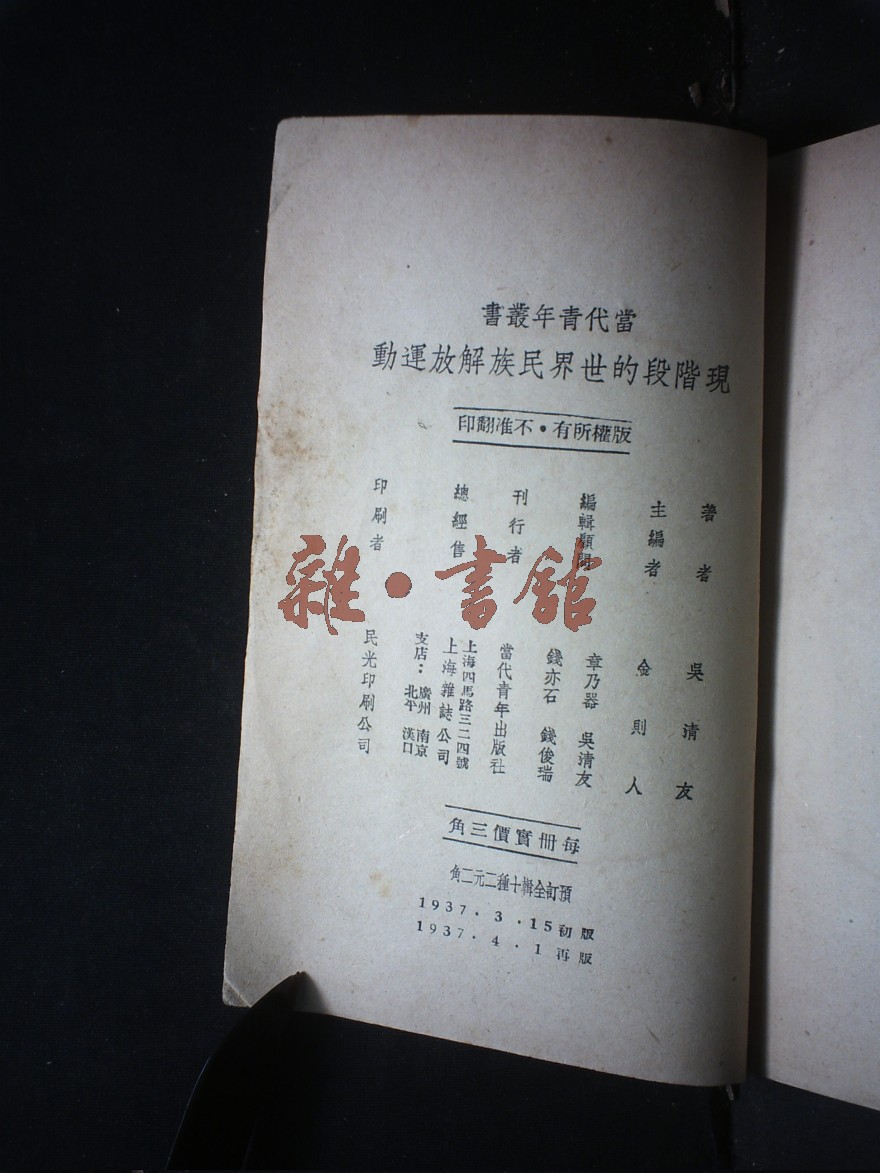 當代青年叢書
現階段的世界民族解放運動
版權所有・不准翻印
著者 吳清友
主編者 金則人
編輯顧問 章乃器 吳清友
錢亦石 錢俊瑞
刊行者 當代青年出版社
總經售 上海四馬路三二四號
上海雜誌公司
支店：廣州 南京
北平 漢口
印刷者 民光印刷公司
每冊實價三角
預訂全輯十種二元二角
1937．3．15初版
1937．4．1再版
雜・書館